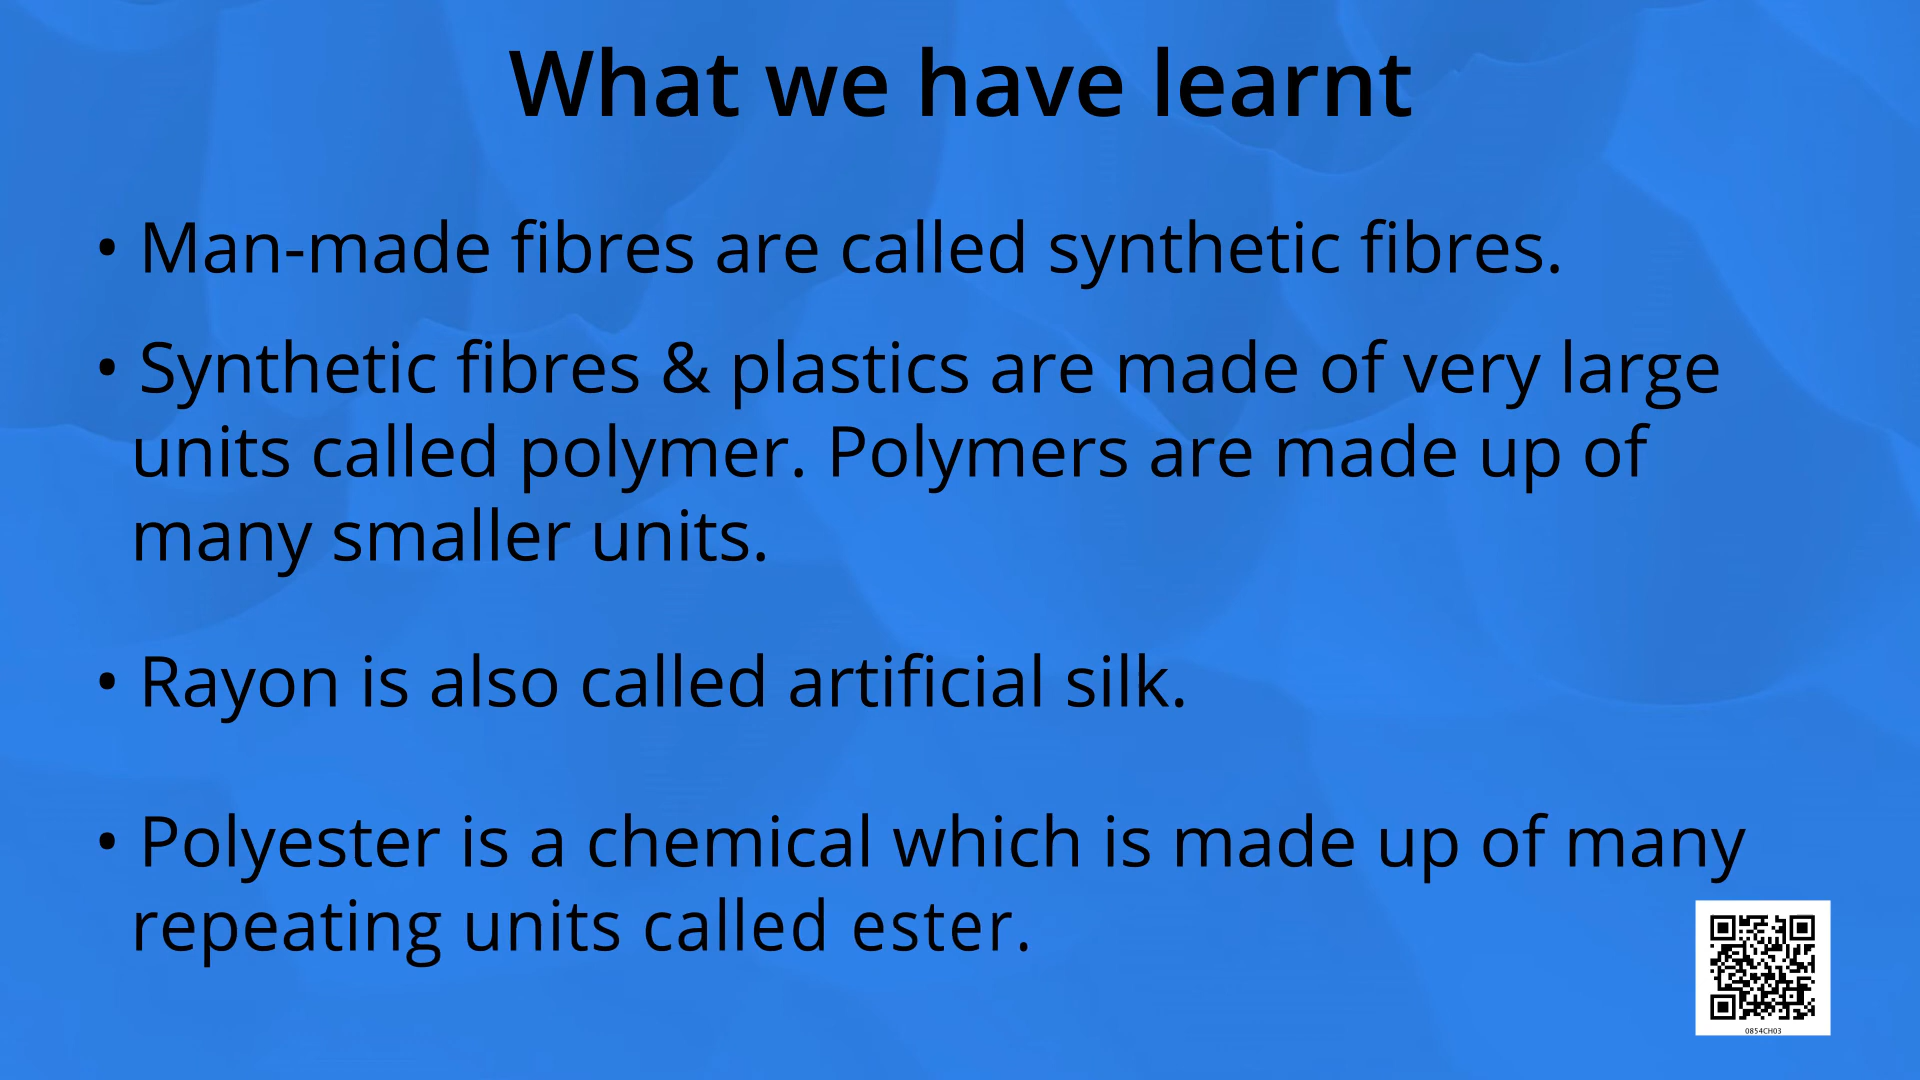 What we have learnt
• Man-made fibres are called synthetic fibres.
• Synthetic fibres & plastics are made of very large
units called polymer. Polymers are made up of
many smaller units.
• Rayon is also called artificial silk.
• Polyester is a chemical which is made up of many
repeating units called ester.
0854CH03